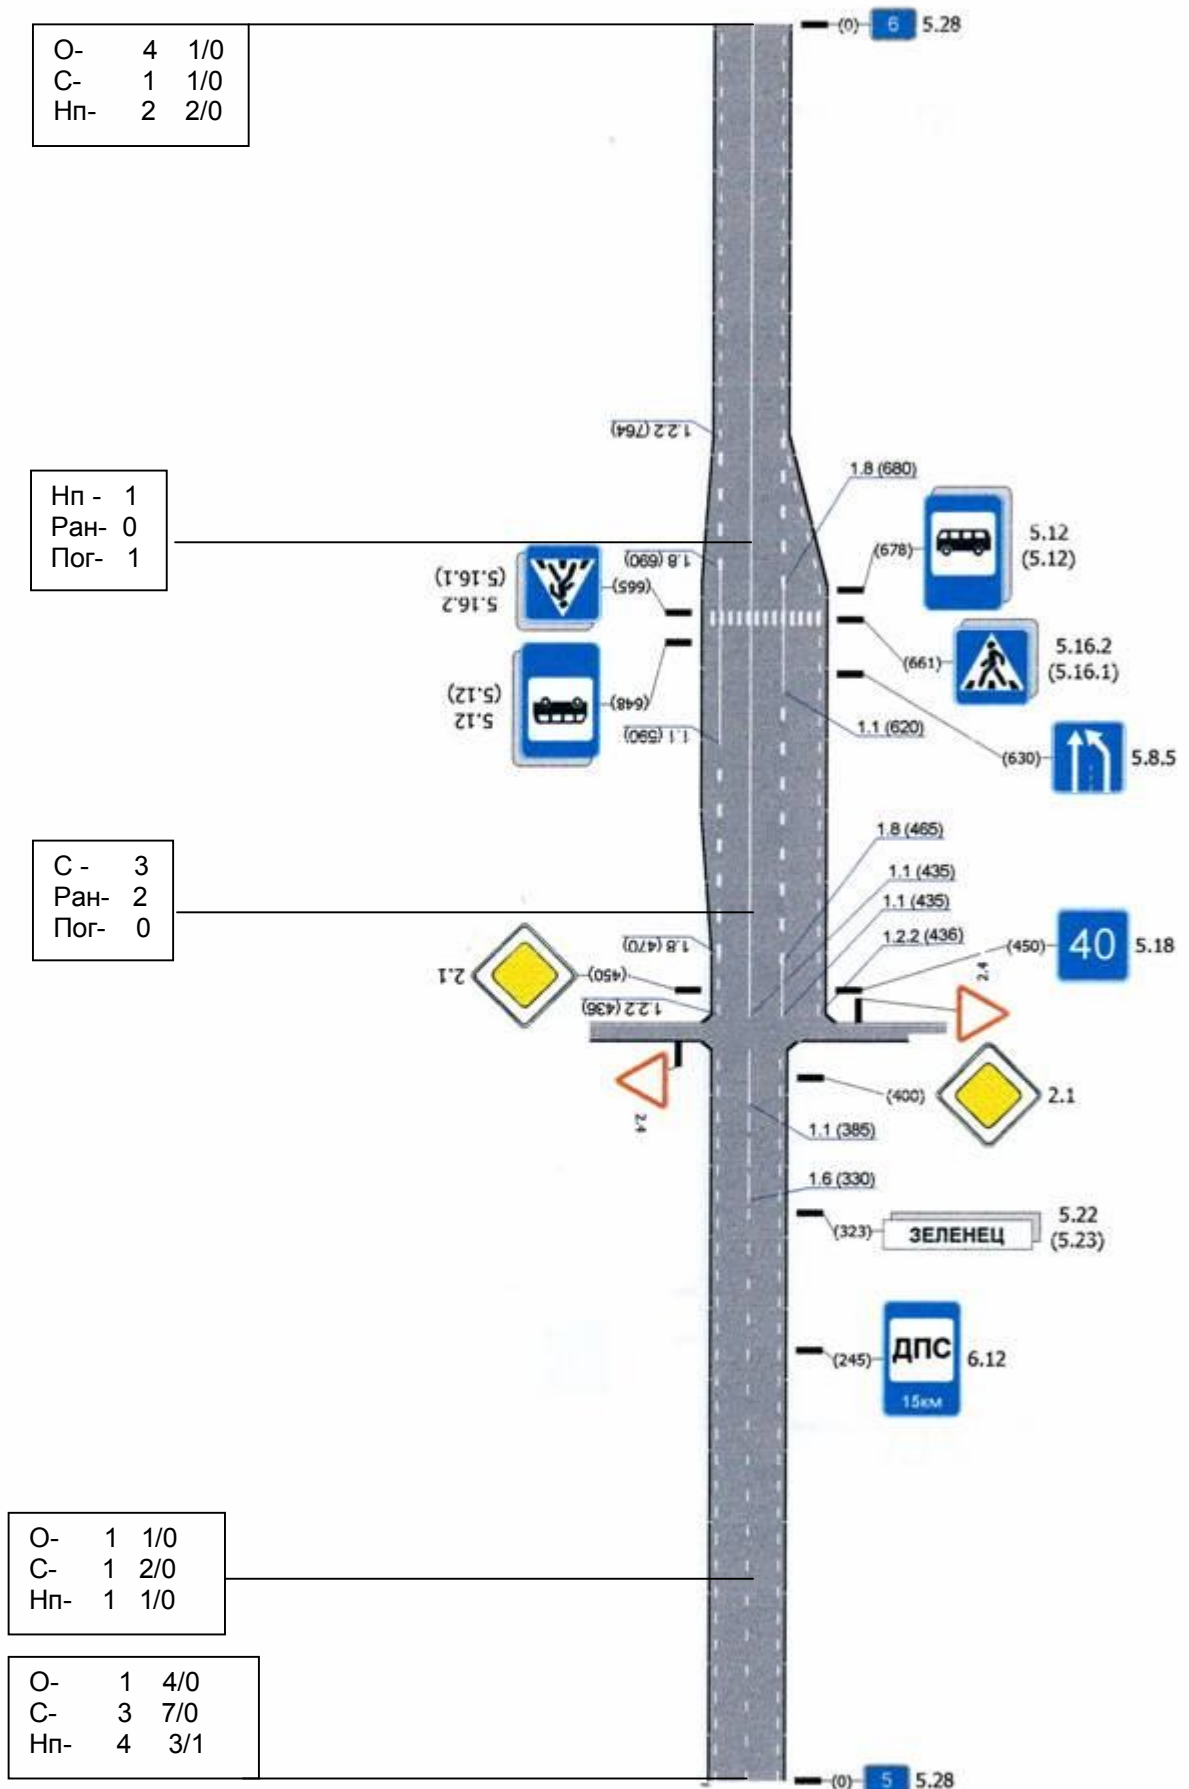 (0) 6 5.28
О- 4 1/0
С- 1 1/0
Нп- 2 2/0
1.2.2 (764)
1.8 (680)
Нп - 1
Ран- 0
Пог- 1
(678) 5.12
(5.12)
1.8 (690)
(665) 5.16.2
(5.16.1)
(661) 5.16.2
(5.16.1)
(648) 5.12
(5.12)
1.1 (590)
1.1 (620)
(630) 5.8.5
С - 3
Ран- 2
Пог- 0
1.8 (465)
1.1 (435)
1.1 (435)
1.2.2 (436)
(450) 40 5.18
1.8 (470)
2.1 (450)
1.2.2 (436)
2.4
2.4
(400) 2.1
1.1 (385)
1.6 (330)
(323) ЗЕЛЕНЕЦ 5.22
(5.23)
(245) ДПС 6.12
15км
О- 1 1/0
С- 1 2/0
Нп- 1 1/0
О- 1 4/0
С- 3 7/0
Нп- 4 3/1
(0) 5 5.28